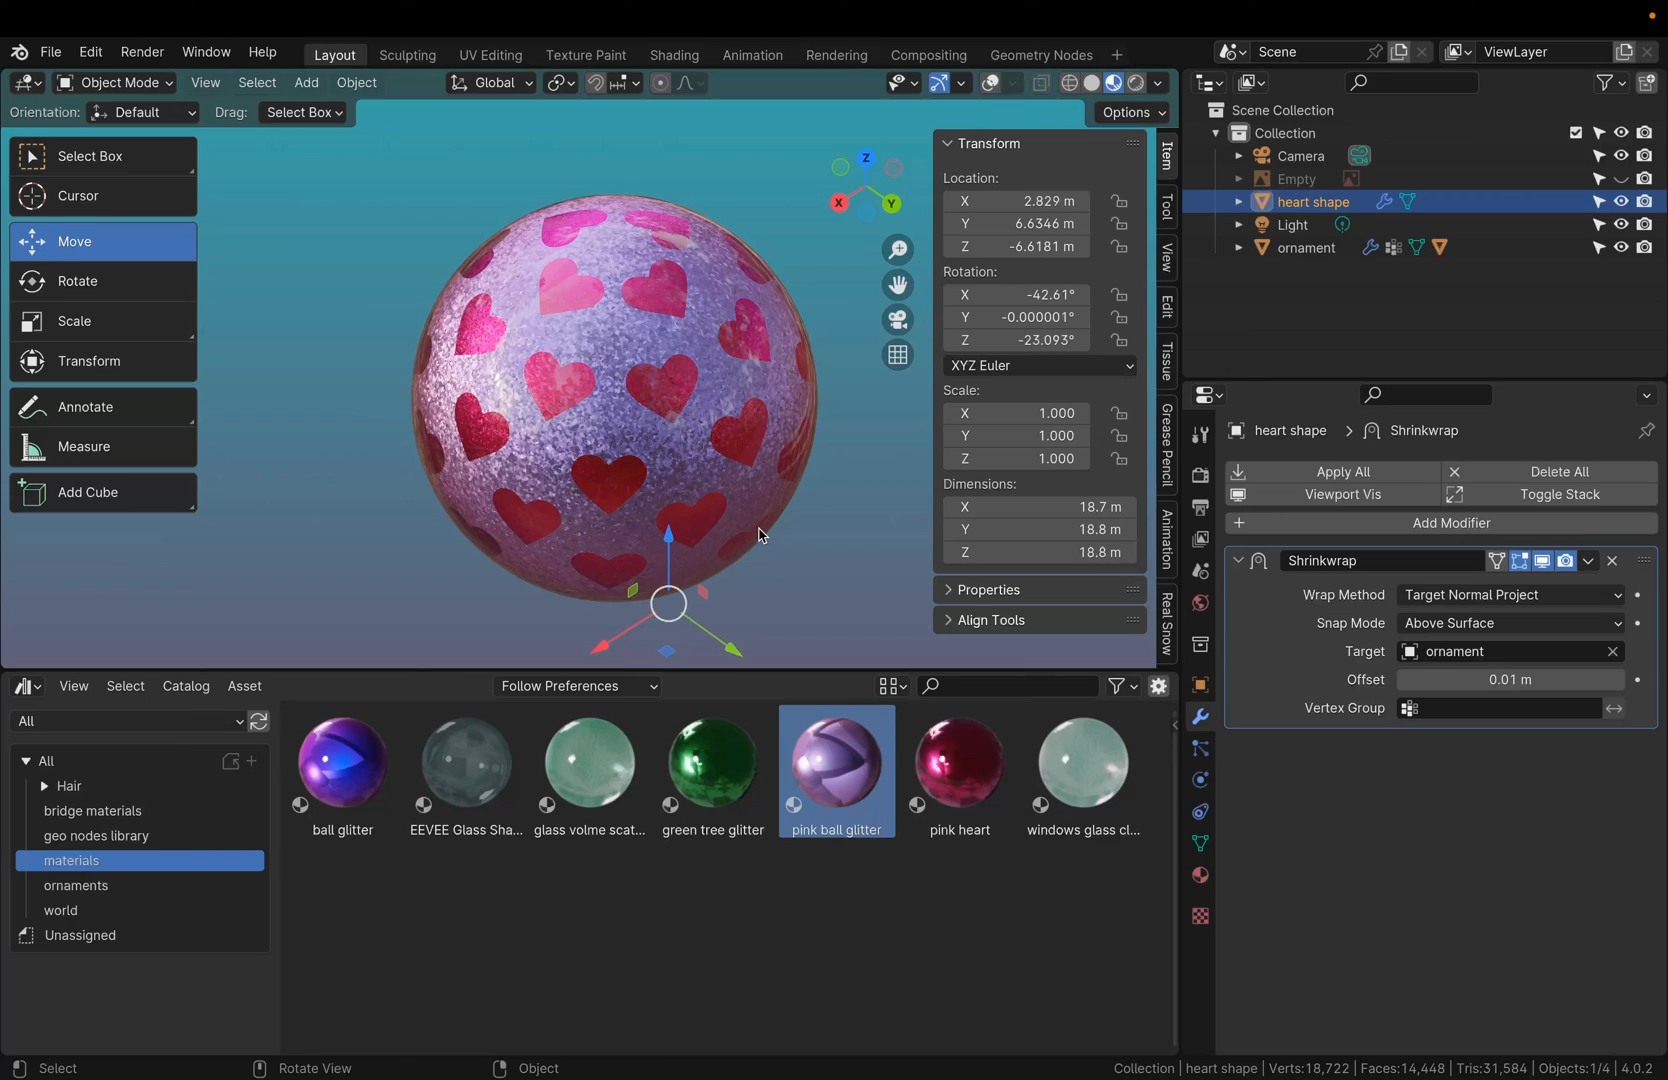 File Edit Render Window Help Layout Sculpting UV Editing Texture Paint Shading Animation Rendering Compositing Geometry Nodes + Scene ViewLayer
Object Mode View Select Add Object Global
Orientation: Default Drag: Select Box Options
Select Box
Cursor
Move
Rotate
Scale
Transform
Annotate
Measure
Add Cube
Z
X
Y
Transform
Location:
X 2.829 m
Y 6.6346 m
Z -6.6181 m
Rotation:
X -42.61°
Y -0.000001°
Z -23.093°
XYZ Euler
Scale:
X 1.000
Y 1.000
Z 1.000
Dimensions:
X 18.7 m
Y 18.8 m
Z 18.8 m
Properties
Align Tools
Item
Tool
View
Edit
Tissue
Grease Pencil
Animation
Real Snow
Scene Collection
Collection
Camera
Empty
heart shape
Light
ornament
heart shape > Shrinkwrap
Apply All Delete All
Viewport Vis Toggle Stack
Add Modifier
Shrinkwrap
Wrap Method Target Normal Project
Snap Mode Above Surface
Target ornament
Offset 0.01 m
Vertex Group
View Select Catalog Asset Follow Preferences
All
All
Hair
bridge materials
geo nodes library
materials
ornaments
world
Unassigned
ball glitter EEVEE Glass Sha... glass volme scat... green tree glitter pink ball glitter pink heart windows glass cl...
Select Rotate View Object Collection | heart shape | Verts:18,722 | Faces:14,448 | Tris:31,584 | Objects:1/4 | 4.0.2